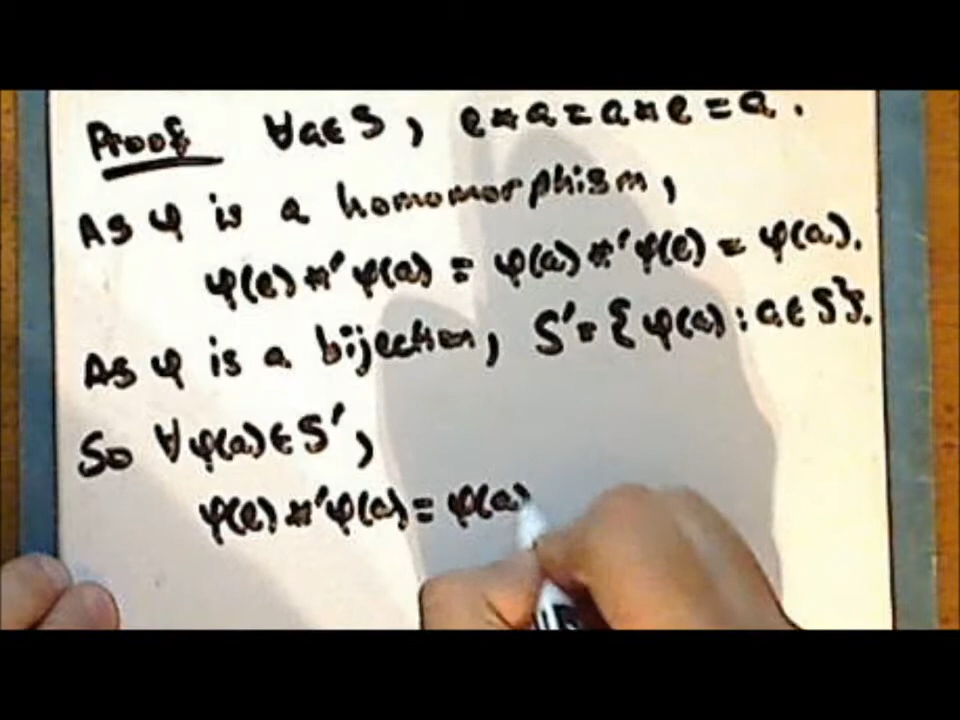 Proof ∀a∈S, e*a=a*e=a.
As φ is a homomorphism,
φ(e)*'φ(a) = φ(a)*'φ(e) = φ(a).
As φ is a bijection, S'={φ(a):a∈S}.
So ∀φ(a)∈S',
φ(e)*'φ(a)=φ(a)